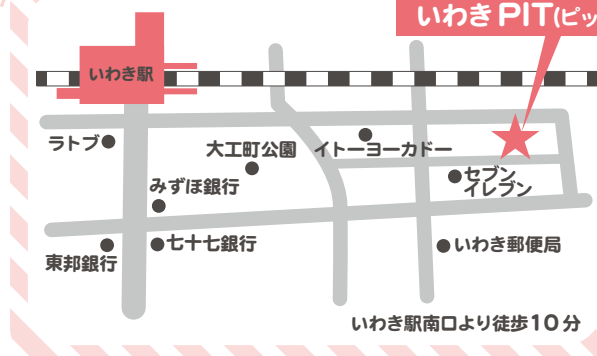 いわき PIT(ピッ
いわき駅
ラトブ
大工町公園
イトーヨーカドー
セブン
イレブン
みずほ銀行
七十七銀行
いわき郵便局
東邦銀行
いわき駅南口より徒歩10分